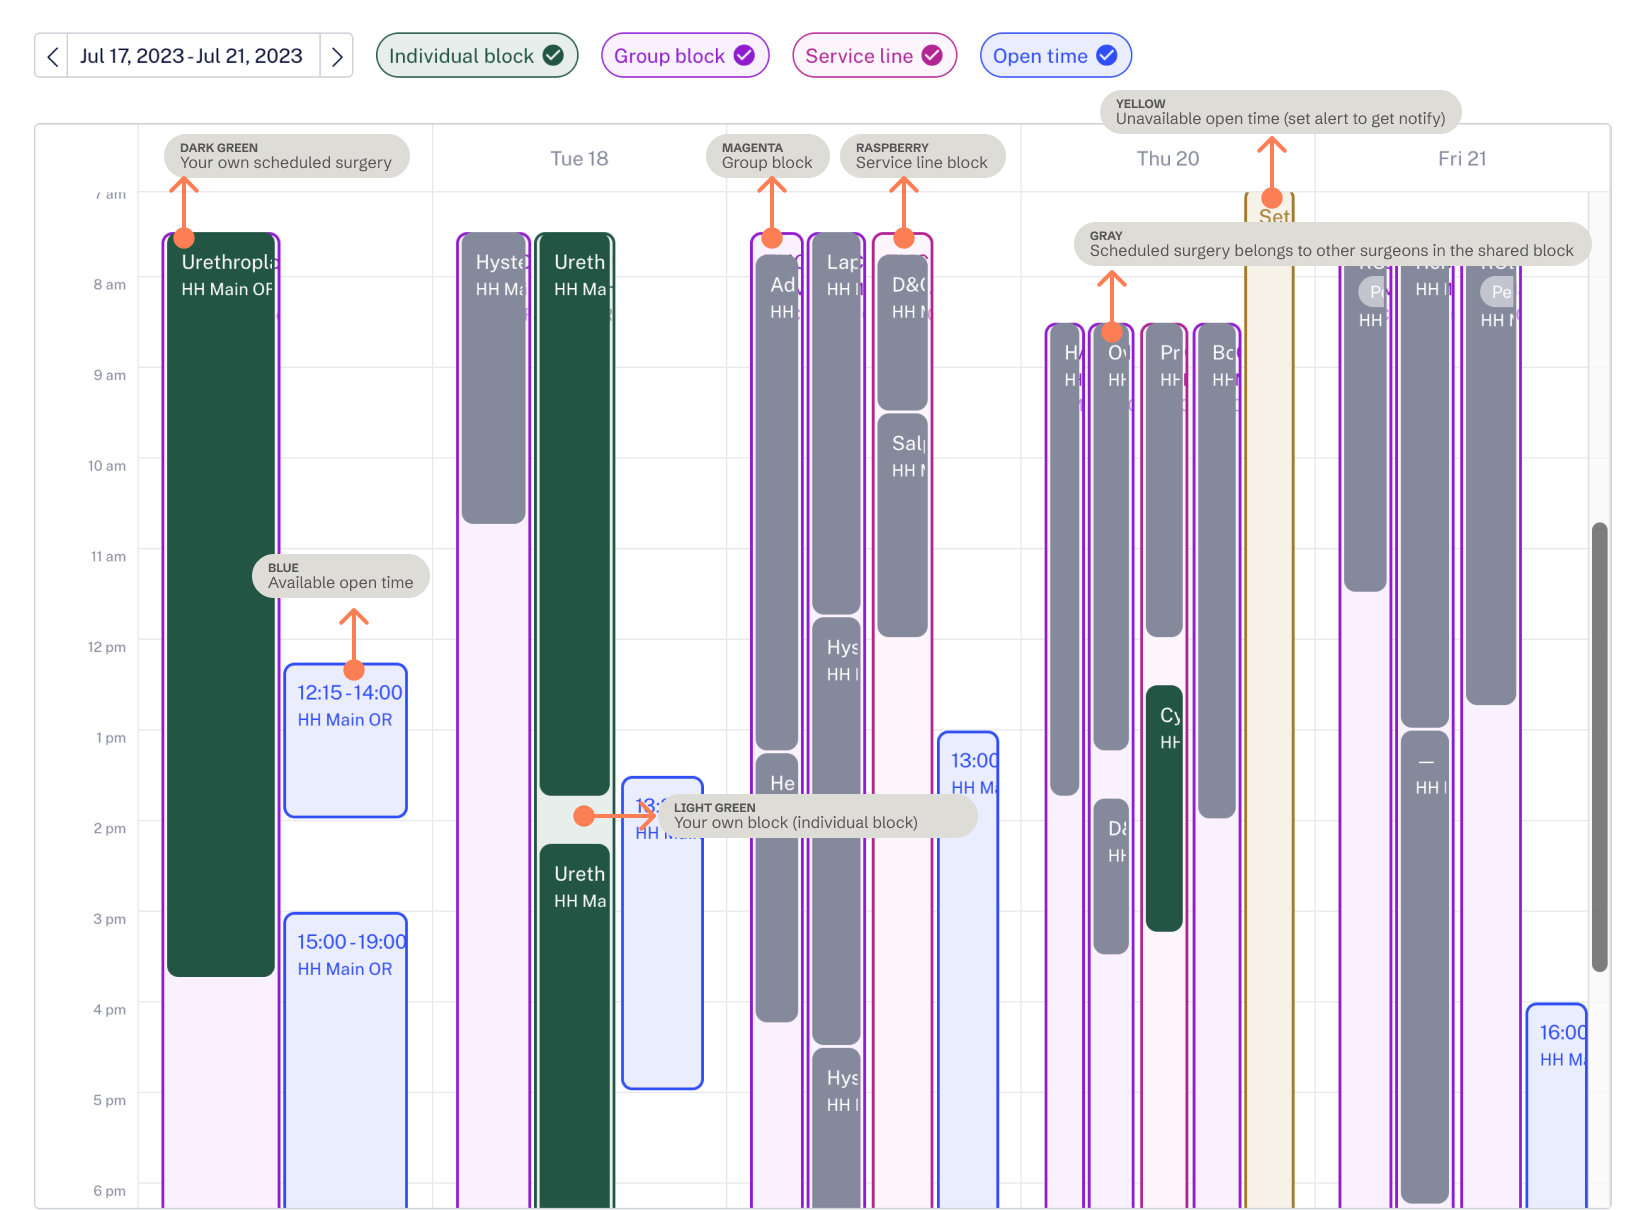 Jul 17, 2023 - Jul 21, 2023
Individual block
Group block
Service line
Open time
YELLOW
Unavailable open time (set alert to get notify)
DARK GREEN
Your own scheduled surgery
Tue 18
MAGENTA
Group block
RASPBERRY
Service line block
Thu 20
Fri 21
7 am
Set
GRAY
Scheduled surgery belongs to other surgeons in the shared block
Urethropla
HH Main OR
Hyste
HH Ma
Ureth
HH Ma
Ad
HH
Lap
HH
D&C
HH M
Pe
HH
HH
Pe
HH M
8 am
H
HH
Ov
HH
Pr
HH
Bo
HH
9 am
Sal
HH M
10 am
11 am
BLUE
Available open time
12 pm
Hys
HH
12:15 - 14:00
HH Main OR
Cy
HH
1 pm
13:00
HH Ma
—
HH
He
13:
HH Main
LIGHT GREEN
Your own block (individual block)
2 pm
D&
HH
Ureth
HH Ma
3 pm
15:00 - 19:00
HH Main OR
4 pm
16:00
HH Ma
Hys
HH
5 pm
6 pm